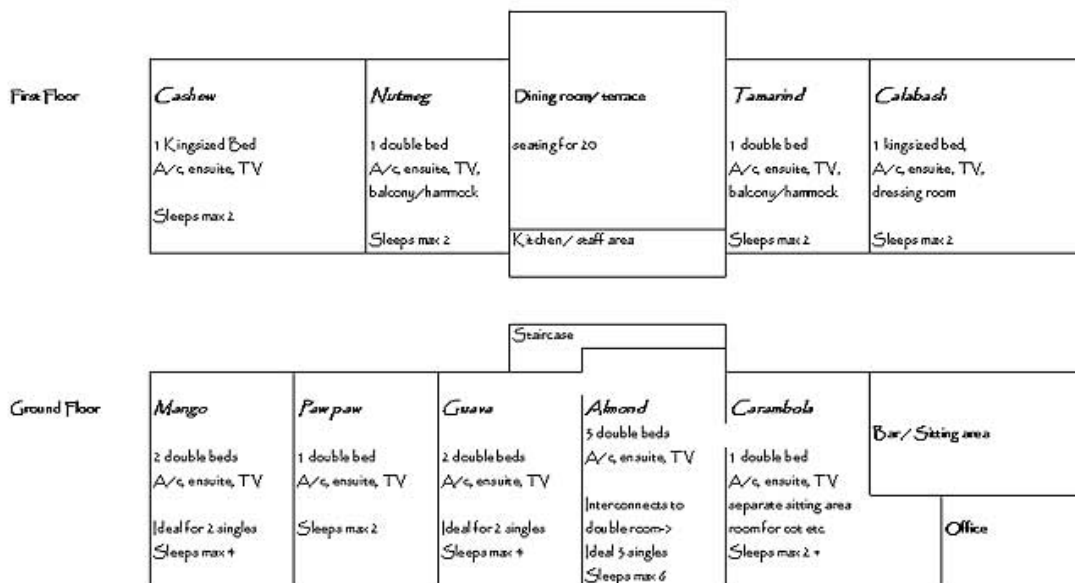 First Floor
Cashew
1 Kingsized Bed
A/c, ensuite, TV
Sleeps max 2
Nutmeg
1 double bed
A/c, ensuite, TV,
balcony/hammock
Sleeps max 2
Dining room/ terrace
seating for 20
Kitchen / staff area
Tamarind
1 double bed
A/c, ensuite, TV,
balcony/hammock
Sleeps max 2
Calabash
1 kingsized bed,
A/c, ensuite, TV,
dressing room
Sleeps max 2
Staircase
Ground Floor
Mango
2 double beds
A/c, ensuite, TV
Ideal for 2 singles
Sleeps max 4
Paw paw
1 double bed
A/c, ensuite, TV
Sleeps max 2
Guava
2 double beds
A/c, ensuite, TV
Ideal for 2 singles
Sleeps max 4
Almond
3 double beds
A/c, ensuite, TV
Interconnects to
double room->
Ideal 3 singles
Sleeps max 6
Carambola
1 double bed
A/c, ensuite, TV
separate sitting area
room for cot etc.
Sleeps max 2 +
Bar / Sitting area
Office